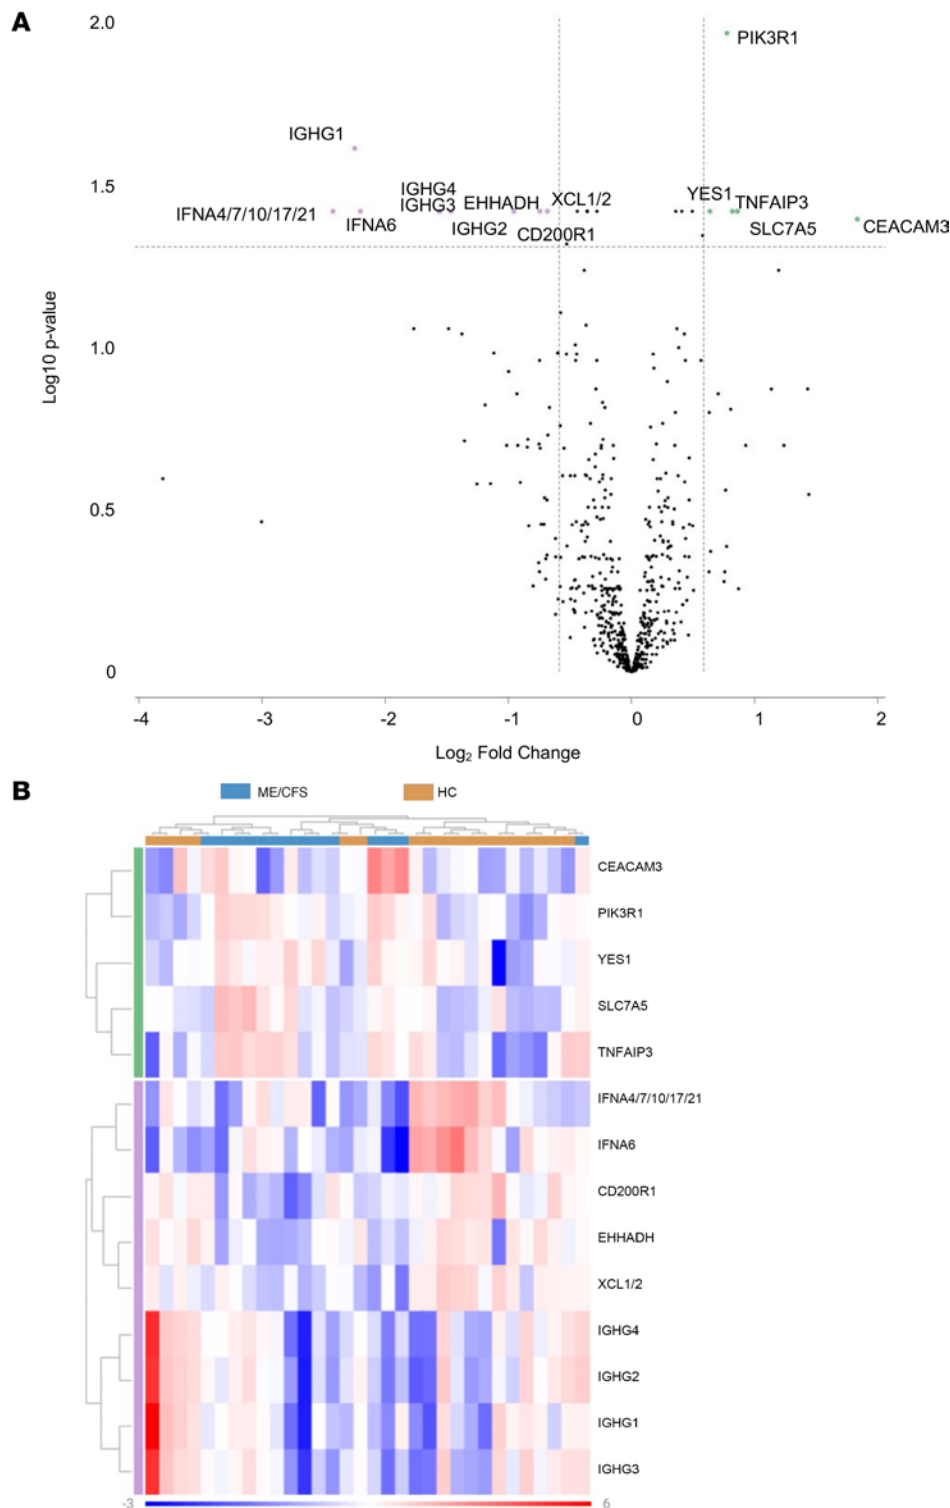 A
2.0
PIK3R1
IGHG1
1.5
IGHG4
IGHG3
EHHADH
XCL1/2
YES1
TNFAIP3
IFNA4/7/10/17/21
IFNA6
IGHG2
CD200R1
SLC7A5
CEACAM3
1.0
Log10 p-value
0.5
0
-4 -3 -2 -1 0 1 2
Log₂ Fold Change
B
ME/CFS HC
CEACAM3
PIK3R1
YES1
SLC7A5
TNFAIP3
IFNA4/7/10/17/21
IFNA6
CD200R1
EHHADH
XCL1/2
IGHG4
IGHG2
IGHG1
IGHG3
-3 6